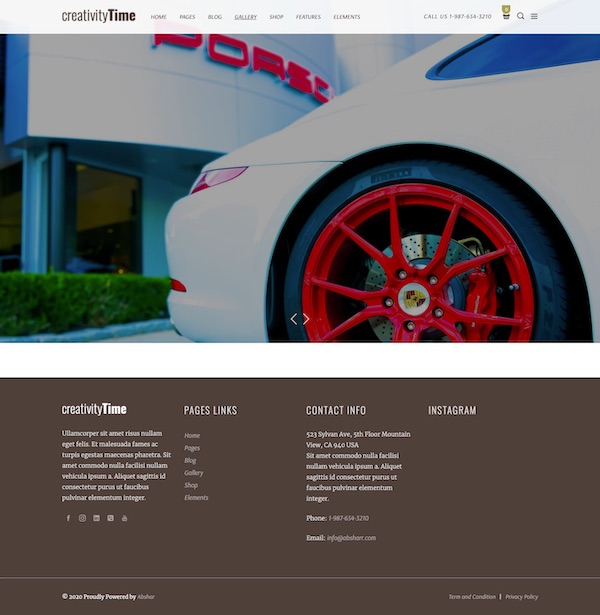 creativityTime HOME PAGES BLOG GALLERY SHOP FEATURES ELEMENTS CALL US 1-987-654-3210 0
PORSC
creativityTime
Ullamcorper sit amet risus nullam
eget felis. Et malesuada fames ac
turpis egestas maecenas pharetra. Sit
amet commodo nulla facilisi nullam
vehicula ipsum a. Aliquet sagittis id
consectetur purus ut faucibus
pulvinar elementum integer.
PAGES LINKS
Home
Pages
Blog
Gallery
Shop
Elements
CONTACT INFO
523 Sylvan Ave, 5th Floor Mountain
View, CA 940 USA
Sit amet commodo nulla facilisi
nullam vehicula ipsum a. Aliquet
sagittis id consectetur purus ut
faucibus pulvinar elementum
integer.
Phone: 1-987-654-3210
Email: info@absharr.com
INSTAGRAM
© 2020 Proudly Powered by Abshar
Term and Condition | Privacy Policy